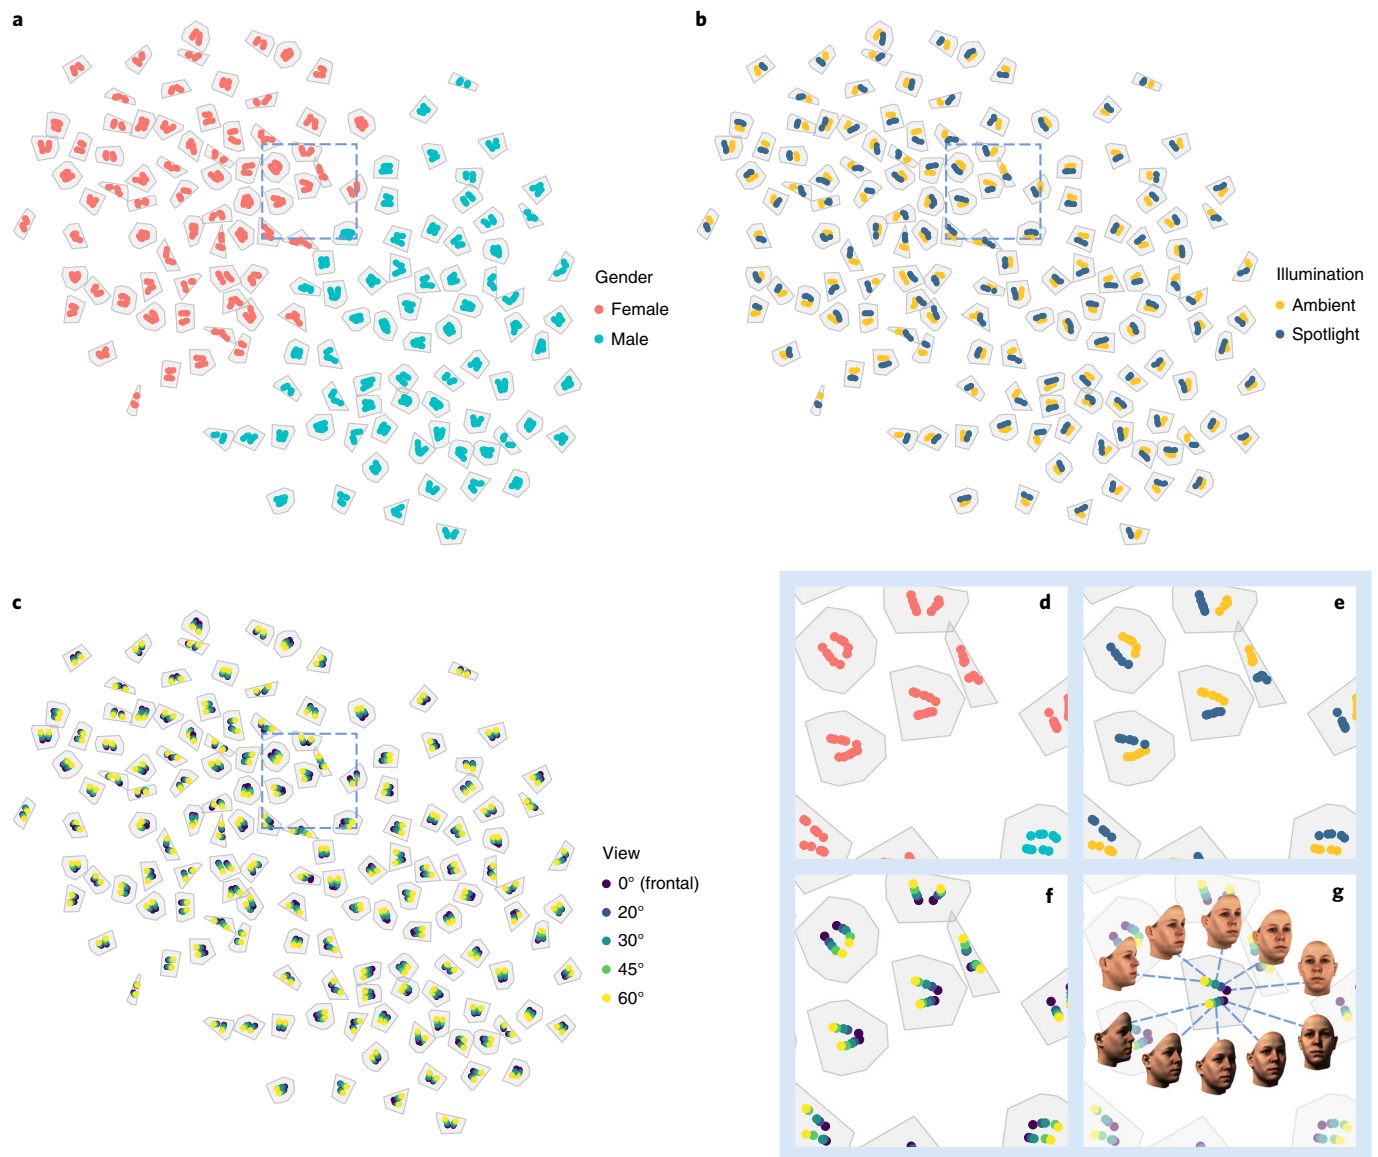 a
b
Gender
Female
Male
Illumination
Ambient
Spotlight
c
View
0° (frontal)
20°
30°
45°
60°
d
e
f
g